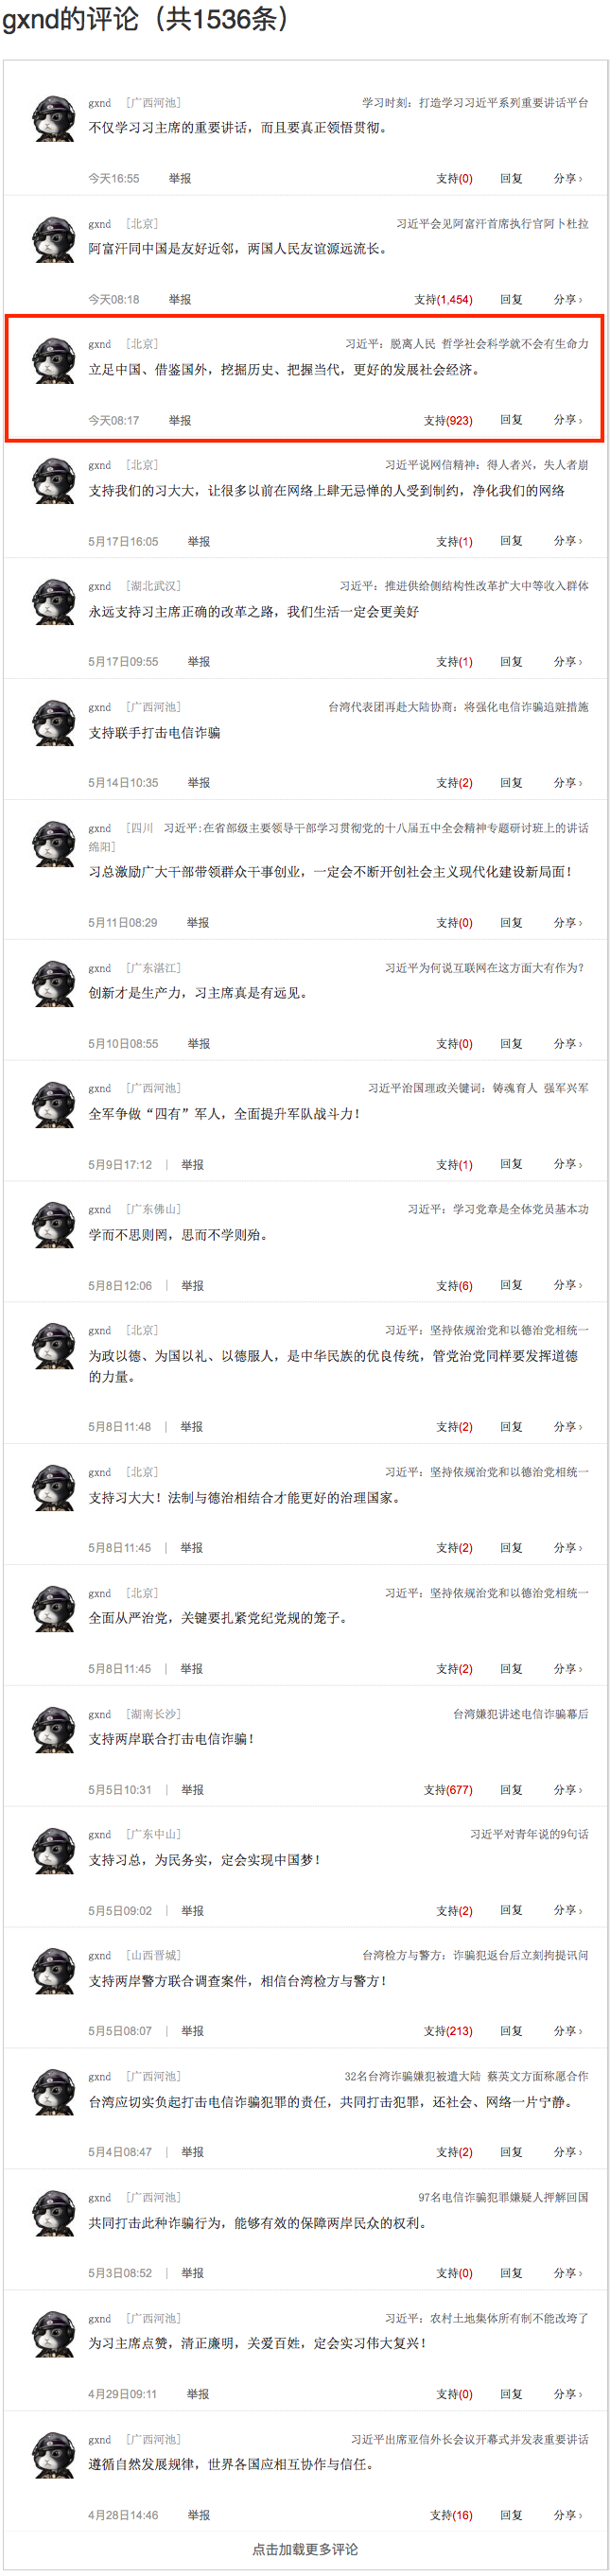 gxnd的评论（共1536条）
gxnd [广西河池] 学习时刻：打造学习习近平系列重要讲话平台
不仅学习习主席的重要讲话，而且要真正领悟贯彻。
今天16:55 举报 支持(0) 回复 分享 ›
gxnd [北京] 习近平会见阿富汗首席执行官阿卜杜拉
阿富汗同中国是友好近邻，两国人民友谊源远流长。
今天08:18 举报 支持(1,454) 回复 分享 ›
gxnd [北京] 习近平：脱离人民 哲学社会科学就不会有生命力
立足中国、借鉴国外，挖掘历史、把握当代，更好的发展社会经济。
今天08:17 举报 支持(923) 回复 分享 ›
gxnd [北京] 习近平说网信精神：得人者兴，失人者崩
支持我们的习大大，让很多以前在网络上肆无忌惮的人受到制约，净化我们的网络
5月17日16:05 举报 支持(1) 回复 分享 ›
gxnd [湖北武汉] 习近平：推进供给侧结构性改革扩大中等收入群体
永远支持习主席正确的改革之路，我们生活一定会更美好
5月17日09:55 举报 支持(1) 回复 分享 ›
gxnd [广西河池] 台湾代表团再赴大陆协商：将强化电信诈骗追赃措施
支持联手打击电信诈骗
5月14日10:35 举报 支持(2) 回复 分享 ›
gxnd [四川 习近平:在省部级主要领导干部学习贯彻党的十八届五中全会精神专题研讨班上的讲话
绵阳]
习总激励广大干部带领群众干事创业，一定会不断开创社会主义现代化建设新局面！
5月11日08:29 举报 支持(0) 回复 分享 ›
gxnd [广东湛江] 习近平为何说互联网在这方面大有作为？
创新才是生产力，习主席真是有远见。
5月10日08:55 举报 支持(0) 回复 分享 ›
gxnd [广西河池] 习近平治国理政关键词：铸魂育人 强军兴军
全军争做“四有”军人，全面提升军队战斗力！
5月9日17:12 | 举报 支持(1) 回复 分享 ›
gxnd [广东佛山] 习近平：学习党章是全体党员基本功
学而不思则罔，思而不学则殆。
5月8日12:06 | 举报 支持(6) 回复 分享 ›
gxnd [北京] 习近平：坚持依规治党和以德治党相统一
为政以德、为国以礼、以德服人，是中华民族的优良传统，管党治党同样要发挥道德
的力量。
5月8日11:48 | 举报 支持(2) 回复 分享 ›
gxnd [北京] 习近平：坚持依规治党和以德治党相统一
支持习大大！法制与德治相结合才能更好的治理国家。
5月8日11:45 | 举报 支持(2) 回复 分享 ›
gxnd [北京] 习近平：坚持依规治党和以德治党相统一
全面从严治党，关键要扎紧党纪党规的笼子。
5月8日11:45 | 举报 支持(2) 回复 分享 ›
gxnd [湖南长沙] 台湾嫌犯讲述电信诈骗幕后
支持两岸联合打击电信诈骗！
5月5日10:31 | 举报 支持(677) 回复 分享 ›
gxnd [广东中山] 习近平对青年说的9句话
支持习总，为民务实，定会实现中国梦！
5月5日09:02 | 举报 支持(2) 回复 分享 ›
gxnd [山西晋城] 台湾检方与警方：诈骗犯返台后立刻拘提讯问
支持两岸警方联合调查案件，相信台湾检方与警方！
5月5日08:07 | 举报 支持(213) 回复 分享 ›
gxnd [广西河池] 32名台湾诈骗嫌犯被遣大陆 蔡英文方面称愿合作
台湾应切实负起打击电信诈骗犯罪的责任，共同打击犯罪，还社会、网络一片宁静。
5月4日08:47 | 举报 支持(2) 回复 分享 ›
gxnd [广西河池] 97名电信诈骗犯罪嫌疑人押解回国
共同打击此种诈骗行为，能够有效的保障两岸民众的权利。
5月3日08:52 | 举报 支持(0) 回复 分享 ›
gxnd [广西河池] 习近平：农村土地集体所有制不能改垮了
为习主席点赞，清正廉明，关爱百姓，定会实习伟大复兴！
4月29日09:11 举报 支持(0) 回复 分享 ›
gxnd [广西河池] 习近平出席亚信外长会议开幕式并发表重要讲话
遵循自然发展规律，世界各国应相互协作与信任。
4月28日14:46 举报 支持(16) 回复 分享 ›
点击加载更多评论